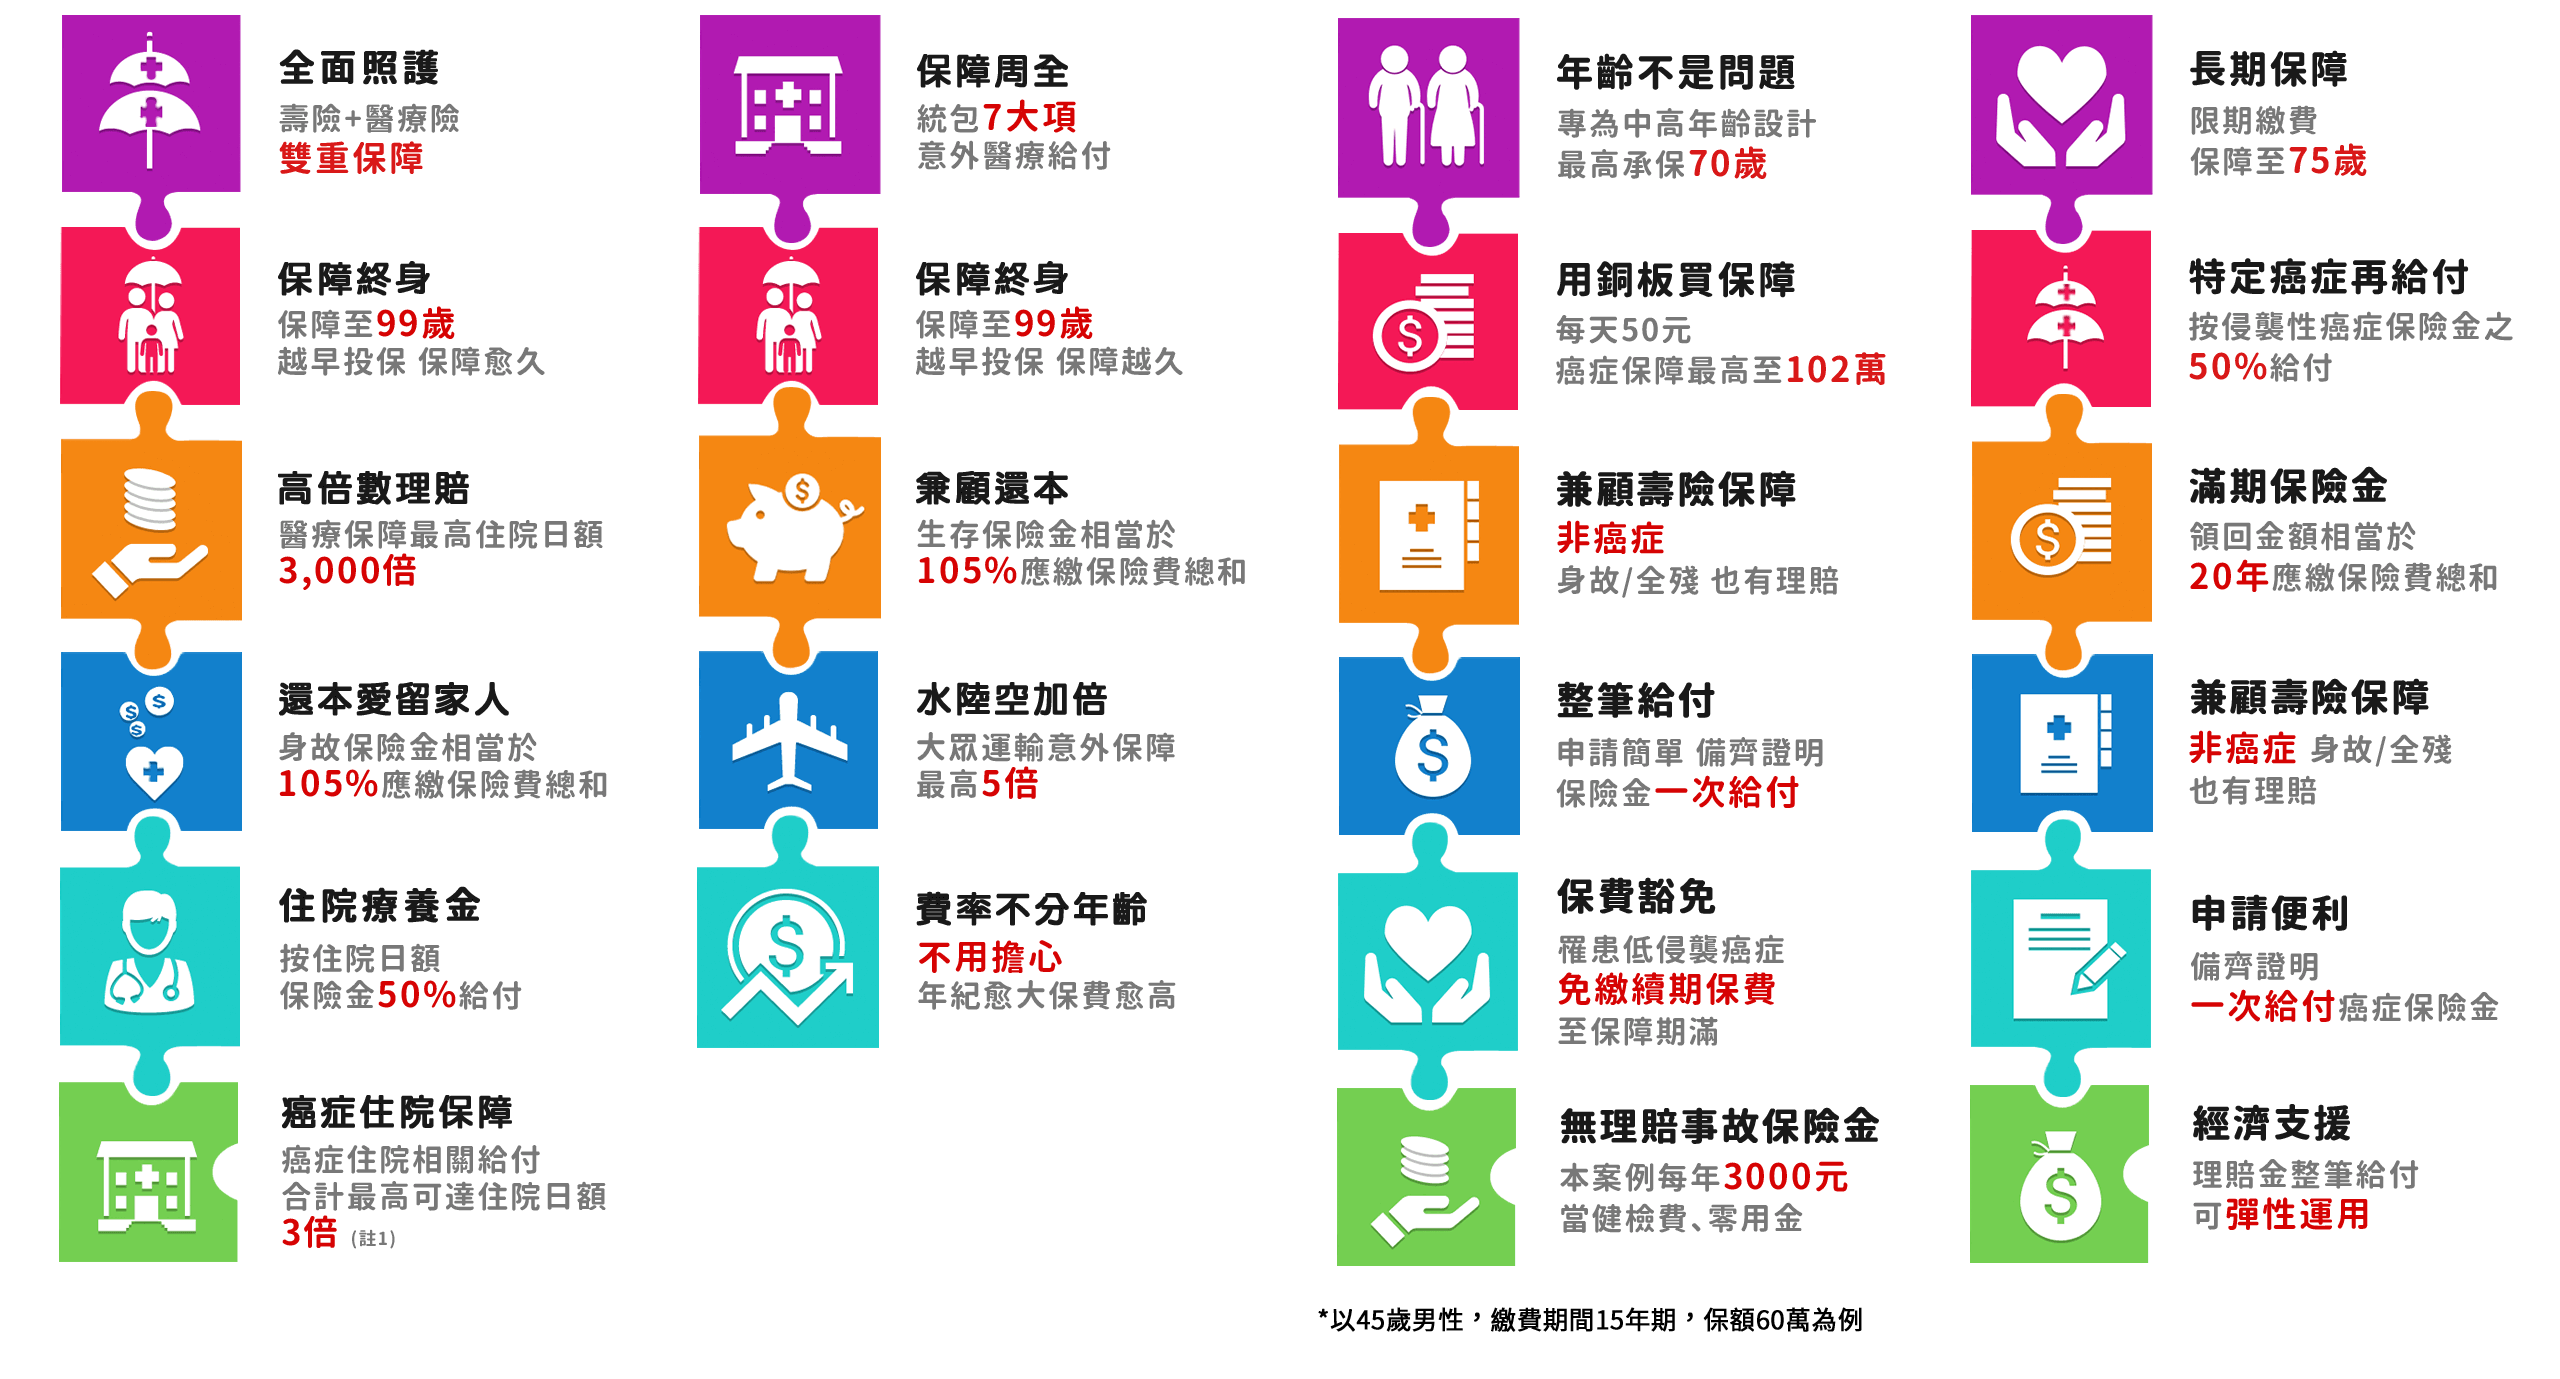 全面照護
壽險+醫療險
雙重保障
保障終身
保障至99歲
越早投保 保障愈久
高倍數理賠
醫療保障最高住院日額
3,000倍
還本愛留家人
身故保險金相當於
105%應繳保險費總和
住院療養金
按住院日額
保險金50%給付
癌症住院保障
癌症住院相關給付
合計最高可達住院日額
3倍 (註1)
保障周全
統包7大項
意外醫療給付
保障終身
保障至99歲
越早投保 保障越久
兼顧還本
生存保險金相當於
105%應繳保險費總和
水陸空加倍
大眾運輸意外保障
最高5倍
費率不分年齡
不用擔心
年紀愈大保費愈高
年齡不是問題
專為中高年齡設計
最高承保70歲
用銅板買保障
每天50元
癌症保障最高至102萬
兼顧壽險保障
非癌症
身故/全殘 也有理賠
整筆給付
申請簡單 備齊證明
保險金一次給付
保費豁免
罹患低侵襲癌症
免繳續期保費
至保障期滿
無理賠事故保險金
本案例每年3000元
當健檢費、零用金
*以45歲男性，繳費期間15年期，保額60萬為例
長期保障
限期繳費
保障至75歲
特定癌症再給付
按侵襲性癌症保險金之
50%給付
滿期保險金
領回金額相當於
20年應繳保險費總和
兼顧壽險保障
非癌症 身故/全殘
也有理賠
申請便利
備齊證明
一次給付癌症保險金
經濟支援
理賠金整筆給付
可彈性運用